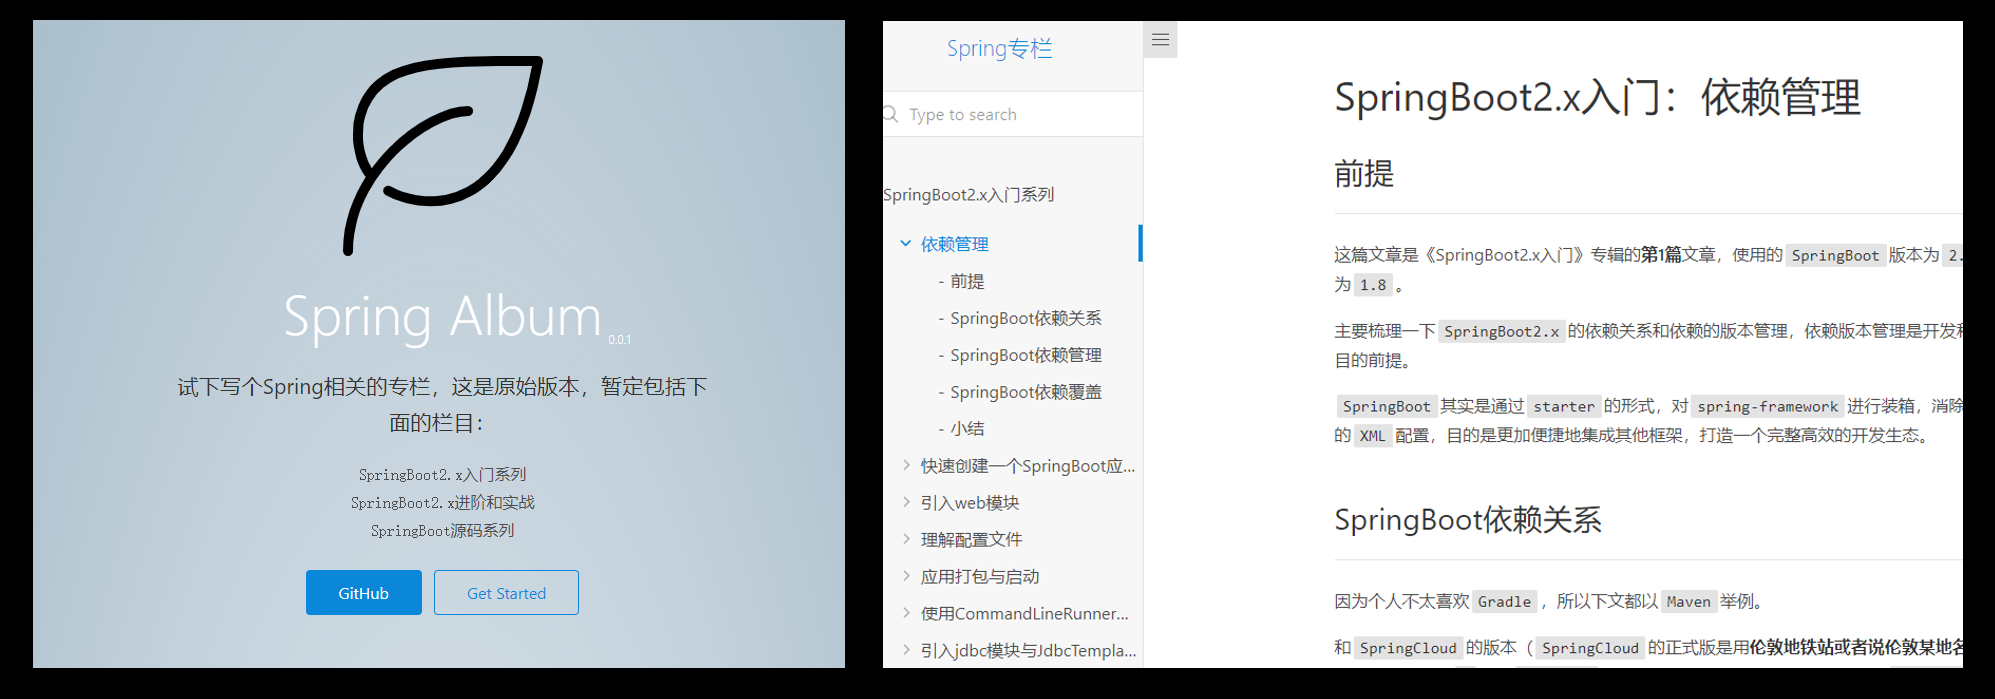 Spring Album 0.0.1
试下写个Spring相关的专栏，这是原始版本，暂定包括下
面的栏目：
SpringBoot2.x入门系列
SpringBoot2.x进阶和实战
SpringBoot源码系列
GitHub
Get Started
Spring专栏
Type to search
SpringBoot2.x入门系列
依赖管理
- 前提
- SpringBoot依赖关系
- SpringBoot依赖管理
- SpringBoot依赖覆盖
- 小结
快速创建一个SpringBoot应...
引入web模块
理解配置文件
应用打包与启动
使用CommandLineRunner...
引入jdbc模块与JdbcTempla...
SpringBoot2.x入门：依赖管理
前提
这篇文章是《SpringBoot2.x入门》专辑的第1篇文章，使用的 SpringBoot 版本为 2.
为 1.8 。
主要梳理一下 SpringBoot2.x 的依赖关系和依赖的版本管理，依赖版本管理是开发和
目的前提。
SpringBoot 其实是通过 starter 的形式，对 spring-framework 进行装箱，消除
的 XML 配置，目的是更加便捷地集成其他框架，打造一个完整高效的开发生态。
SpringBoot依赖关系
因为个人不太喜欢 Gradle ，所以下文都以 Maven 举例。
和 SpringCloud 的版本（ SpringCloud 的正式版是用伦敦地铁站或者说伦敦某地名